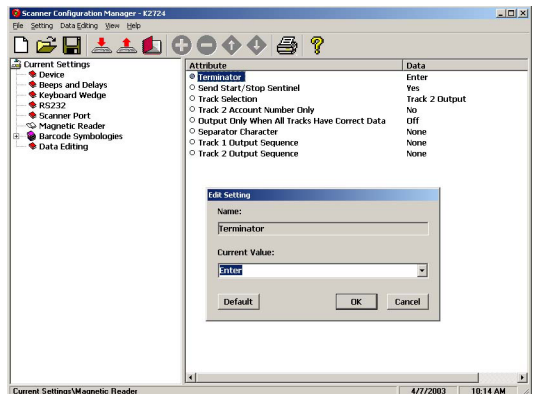 Scanner Configuration Manager - K2724
File Setting Data Editing View Help
Current Settings
Device
Beeps and Delays
Keyboard Wedge
RS232
Scanner Port
Magnetic Reader
Barcode Symbologies
Data Editing
Attribute Data
Terminator Enter
Send Start/Stop Sentinel Yes
Track Selection Track 2 Output
Track 2 Account Number Only No
Output Only When All Tracks Have Correct Data Off
Separator Character None
Track 1 Output Sequence None
Track 2 Output Sequence None
Edit Setting
Name:
Terminator
Current Value:
Enter
Default OK Cancel
Current Settings\Magnetic Reader 4/7/2003 10:14 AM